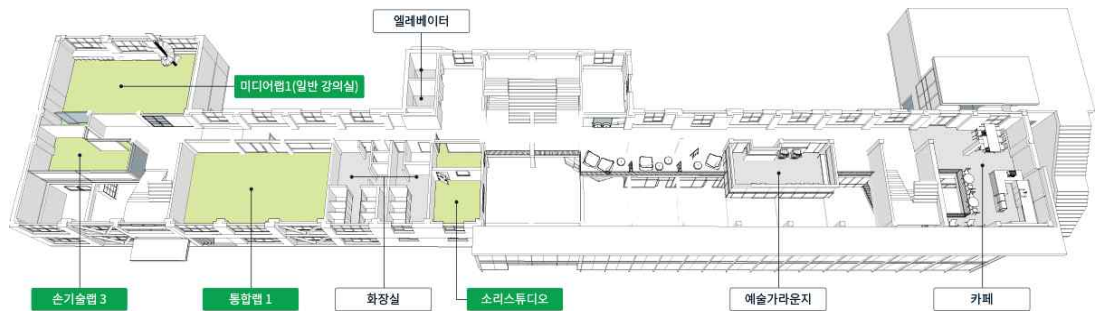 엘레베이터
미디어랩1(일반 강의실)
손기술랩 3
통합랩 1
화장실
소리스튜디오
예술가라운지
카페